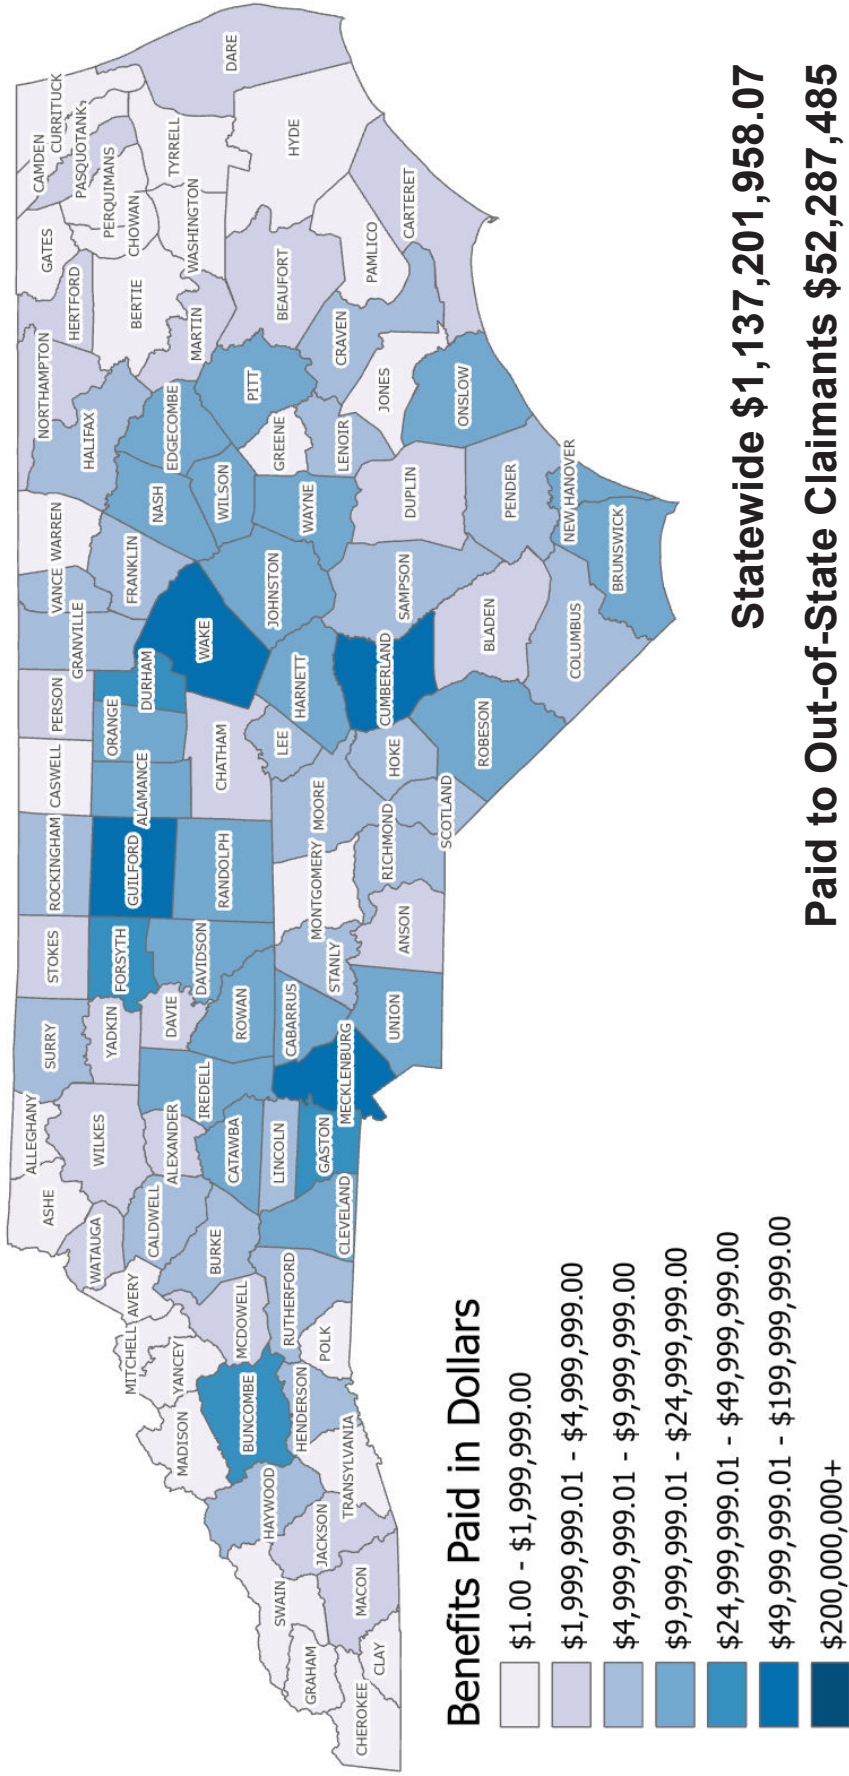 CHEROKEE
GRAHAM
CLAY
SWAIN
MACON
JACKSON
HAYWOOD
TRANSYLVANIA
MADISON
BUNCOMBE
HENDERSON
YANCEY
MITCHELL
AVERY
MCDOWELL
RUTHERFORD
POLK
WATAUGA
ASHE
CALDWELL
BURKE
CLEVELAND
ALLEGHANY
WILKES
ALEXANDER
CATAWBA
LINCOLN
GASTON
MECKLENBURG
SURRY
YADKIN
IREDELL
DAVIE
ROWAN
CABARRUS
UNION
STOKES
FORSYTH
DAVIDSON
STANLY
ANSON
ROCKINGHAM
GUILFORD
RANDOLPH
MONTGOMERY
RICHMOND
CASWELL
ALAMANCE
CHATHAM
MOORE
SCOTLAND
PERSON
ORANGE
DURHAM
LEE
HOKE
ROBESON
GRANVILLE
VANCE
WAKE
HARNETT
CUMBERLAND
BLADEN
COLUMBUS
WARREN
FRANKLIN
JOHNSTON
SAMPSON
BRUNSWICK
HALIFAX
NASH
WILSON
WAYNE
DUPLIN
PENDER
NEW HANOVER
NORTHAMPTON
EDGECOMBE
PITT
GREENE
LENOIR
JONES
ONSLOW
HERTFORD
BERTIE
MARTIN
BEAUFORT
CRAVEN
PAMLICO
CARTERET
GATES
CHOWAN
PERQUIMANS
PASQUOTANK
CAMDEN
CURRITUCK
WASHINGTON
TYRRELL
HYDE
DARE
Benefits Paid in Dollars
$1.00 - $1,999,999.00
$1,999,999.01 - $4,999,999.00
$4,999,999.01 - $9,999,999.00
$9,999,999.01 - $24,999,999.00
$24,999,999.01 - $49,999,999.00
$49,999,999.01 - $199,999,999.00
$200,000,000+
Statewide $1,137,201,958.07
Paid to Out-of-State Claimants $52,287,485